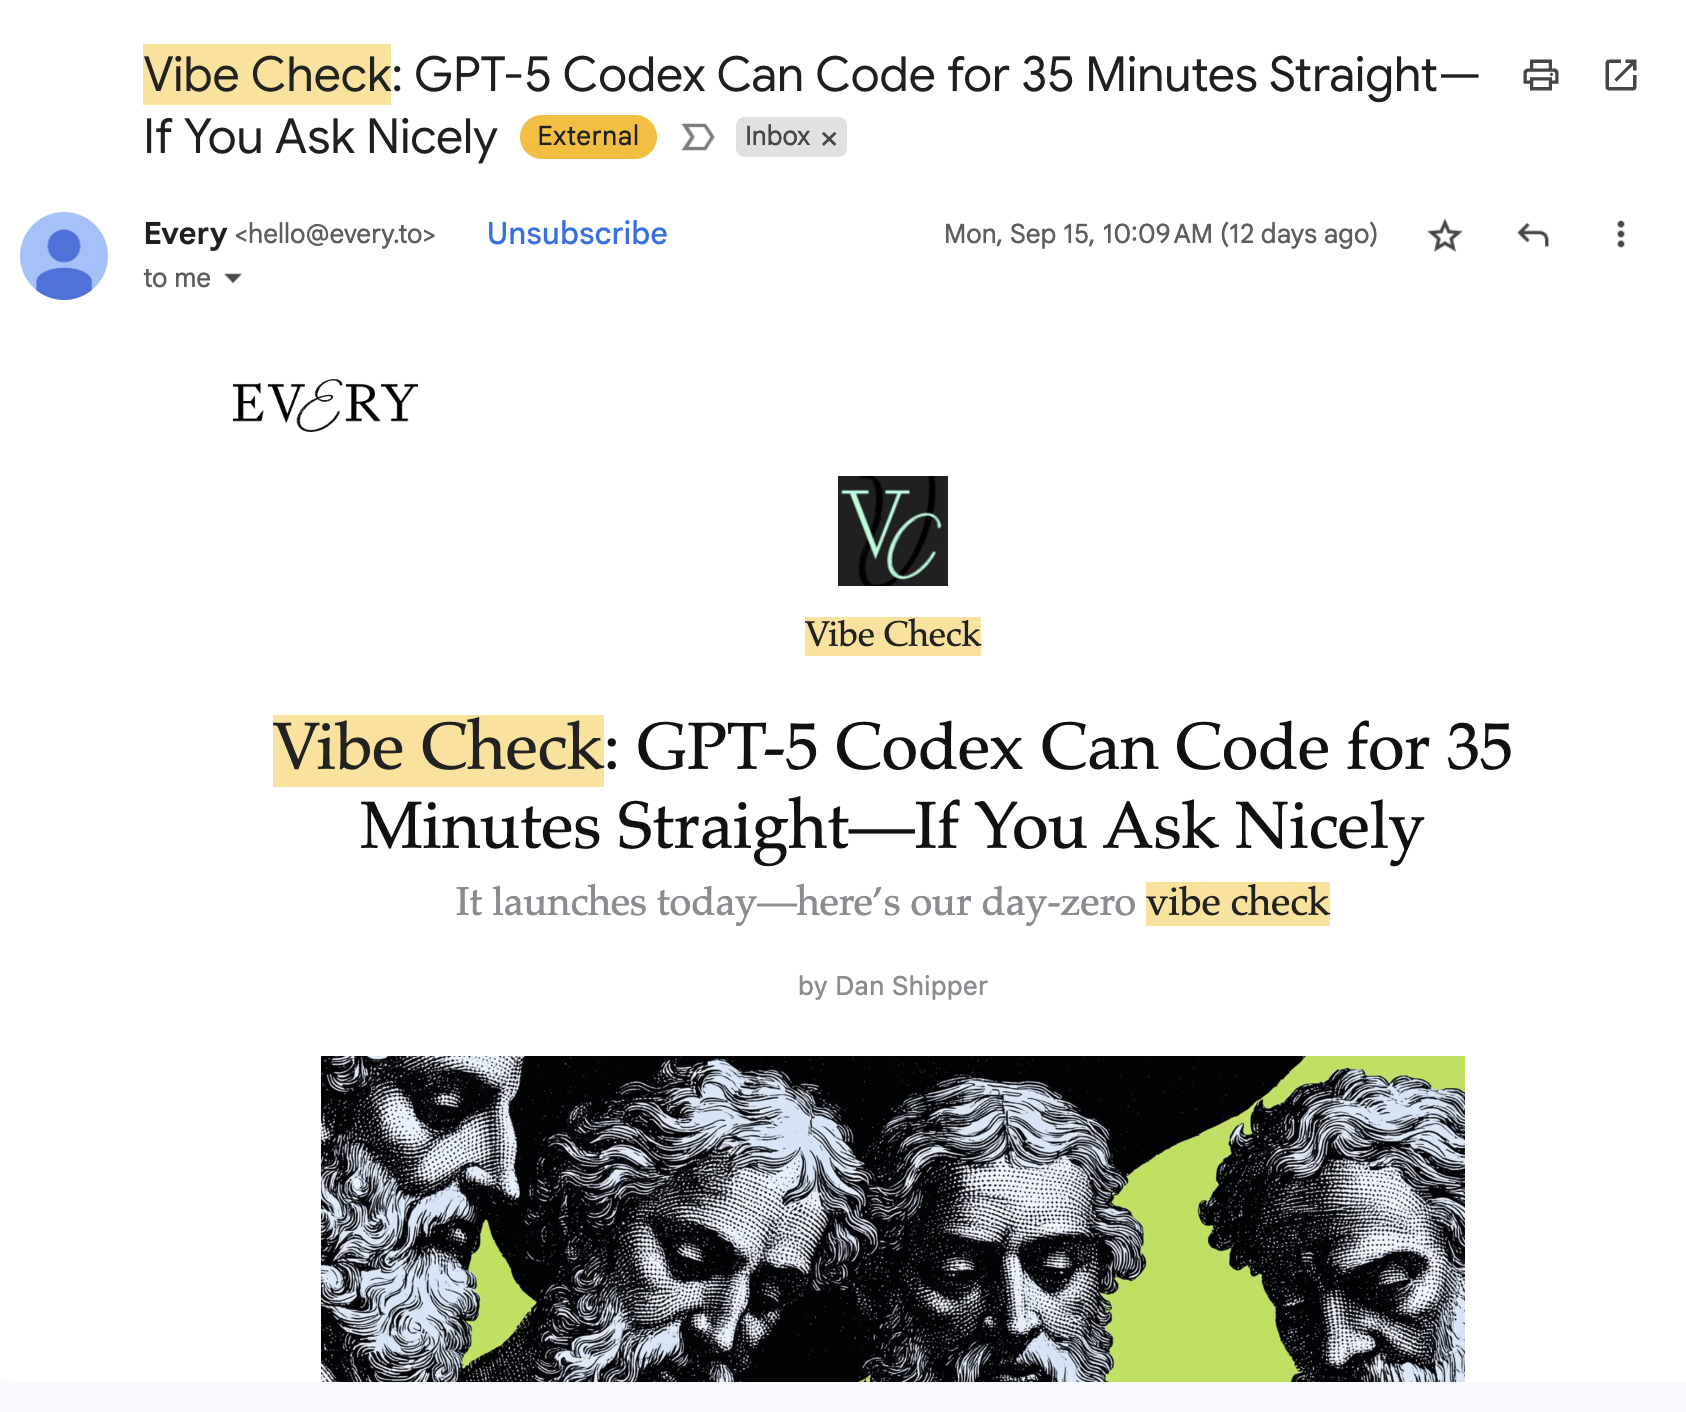 Vibe Check: GPT-5 Codex Can Code for 35 Minutes Straight—
If You Ask Nicely External Inbox ×
Every <hello@every.to> Unsubscribe Mon, Sep 15, 10:09 AM (12 days ago)
to me
EVERY
VC
Vibe Check
Vibe Check: GPT-5 Codex Can Code for 35
Minutes Straight—If You Ask Nicely
It launches today—here’s our day-zero vibe check
by Dan Shipper